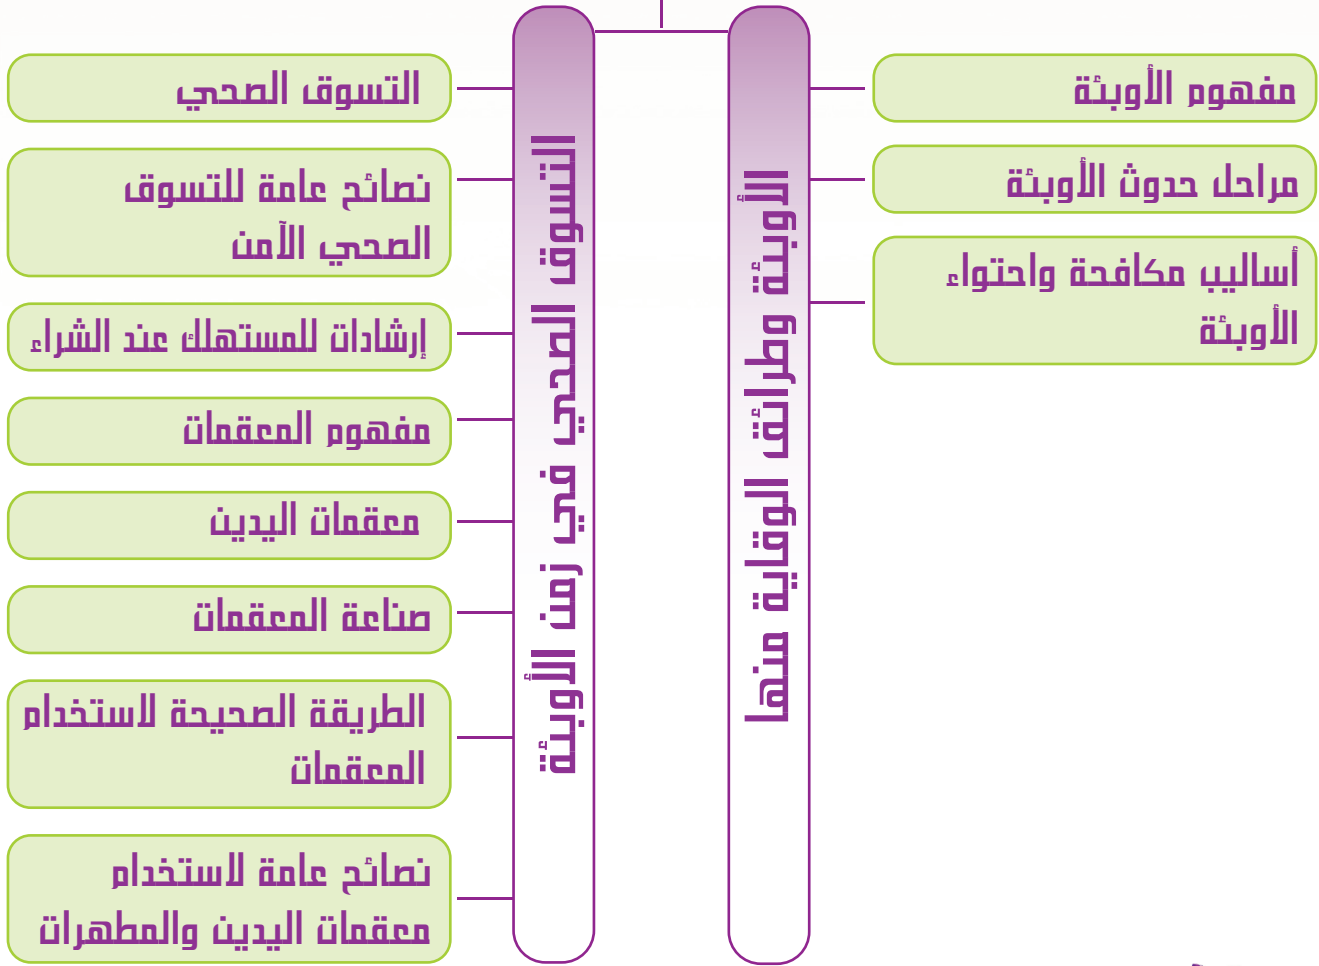 الأوبئة وطرائق الوقاية منها
مفهوم الأوبئة
مراحل حدوث الأوبئة
أساليب مكافحة واحتواء
الأوبئة
التسوق الصحي في زمن الأوبئة
التسوق الصحي
نصائح عامة للتسوق
الصحي الآمن
إرشادات للمستهلك عند الشراء
مفهوم المعقمات
معقمات اليدين
صناعة المعقمات
الطريقة الصحيحة لاستخدام
المعقمات
نصائح عامة لاستخدام
معقمات اليدين والمطهرات